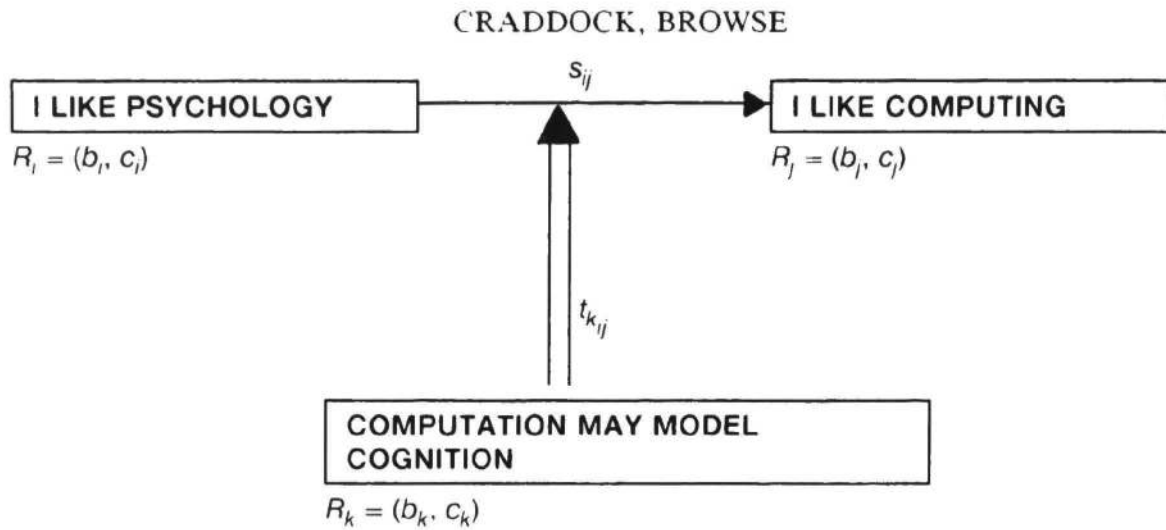 CRADDOCK, BROWSE
s_ij
I LIKE PSYCHOLOGY
I LIKE COMPUTING
R_i = (b_i, c_i)
R_j = (b_j, c_j)
t_k_ij
COMPUTATION MAY MODEL
COGNITION
R_k = (b_k, c_k)